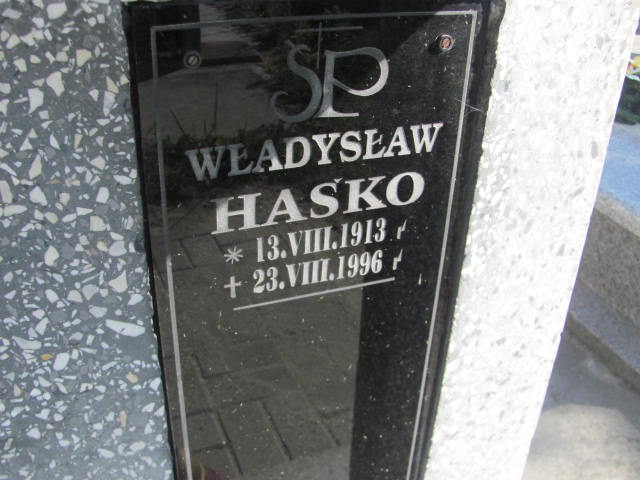 ŚP
WŁADYSŁAW
HAŚKO
* 13.VIII.1913 r
† 23.VIII.1996 r